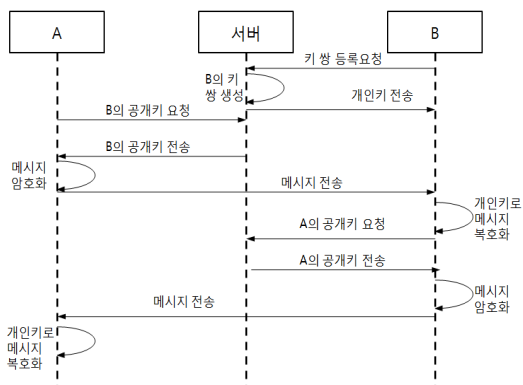 A
서버
B
키 쌍 등록요청
B의 키
쌍 생성
개인키 전송
B의 공개키 요청
B의 공개키 전송
메시지
암호화
메시지 전송
개인키로
메시지
복호화
A의 공개키 요청
A의 공개키 전송
메시지
암호화
메시지 전송
개인키로
메시지
복호화